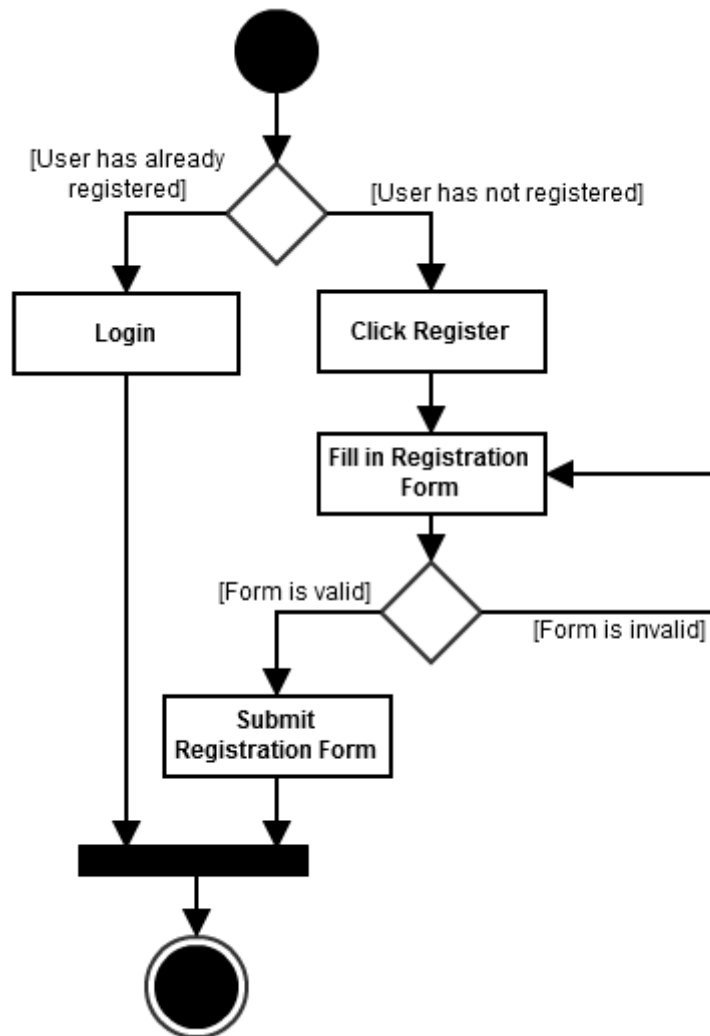 [User has already
registered]
[User has not registered]
Login
Click Register
Fill in Registration
Form
[Form is valid]
[Form is invalid]
Submit
Registration Form